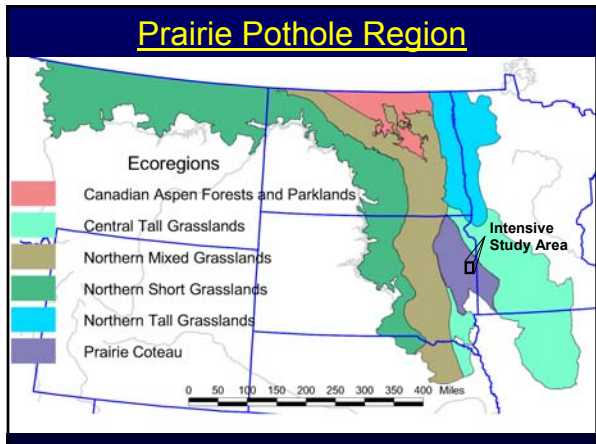 Prairie Pothole Region
Ecoregions
Canadian Aspen Forests and Parklands
Central Tall Grasslands
Northern Mixed Grasslands
Northern Short Grasslands
Northern Tall Grasslands
Prairie Coteau
Intensive
Study Area
0 50 100 150 200 250 300 350 400 Miles